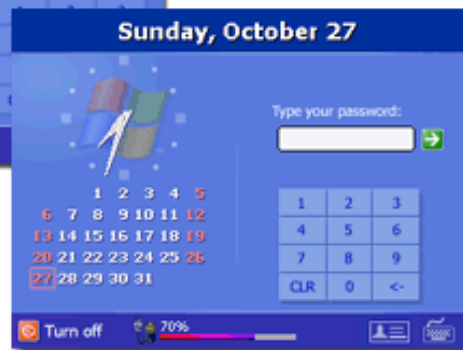 Sunday, October 27
Type your password:
1 2 3 4 5
6 7 8 9 10 11 12
13 14 15 16 17 18 19
20 21 22 23 24 25 26
27 28 29 30 31
1 2 3
4 5 6
7 8 9
CLR 0 <-
Turn off 70%